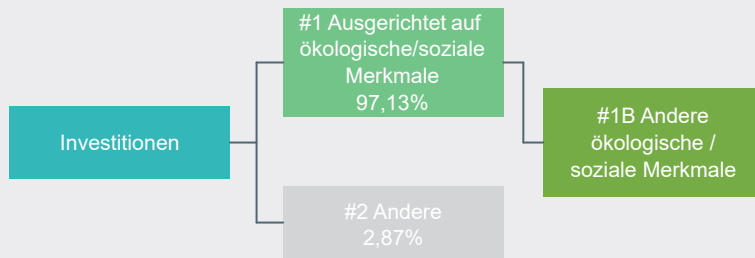 #1 Ausgerichtet auf
ökologische/soziale
Merkmale
97,13%
Investitionen
#1B Andere
ökologische /
soziale Merkmale
#2 Andere
2,87%